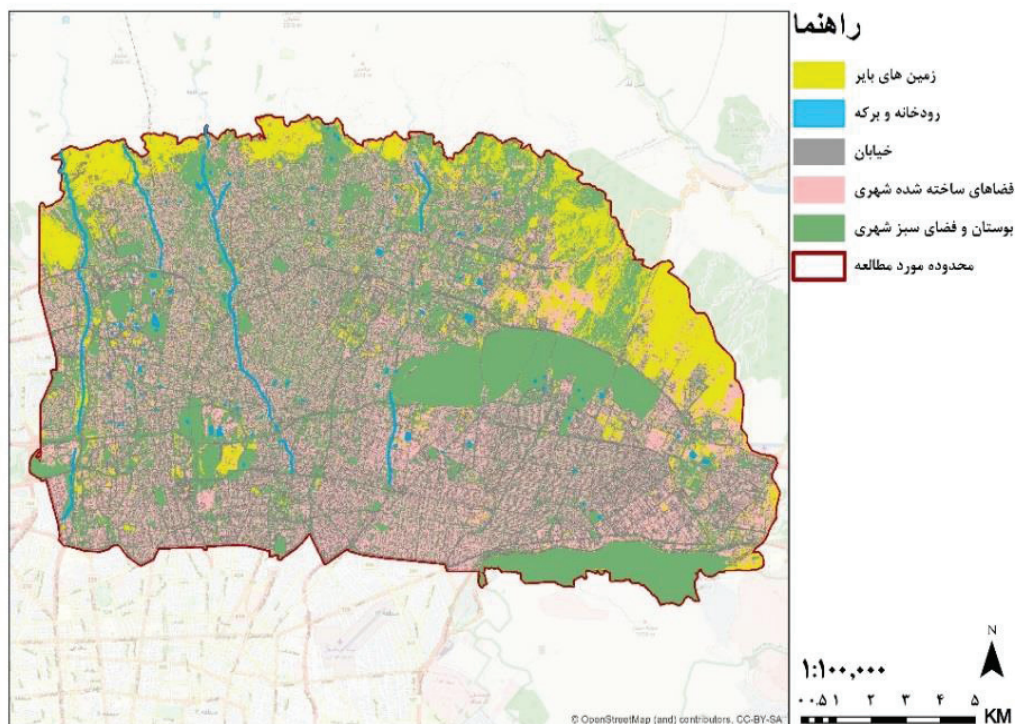 راهنما
زمین های بایر
رودخانه و برکه
خیابان
فضاهای ساخته شده شهری
بوستان و فضای سبز شهری
محدوده مورد مطالعه
N
۱:۱۰۰,۰۰۰
۰ ۰.۵ ۱ ۲ ۳ ۴ ۵
KM
© OpenStreetMap (and) contributors, CC-BY-SA